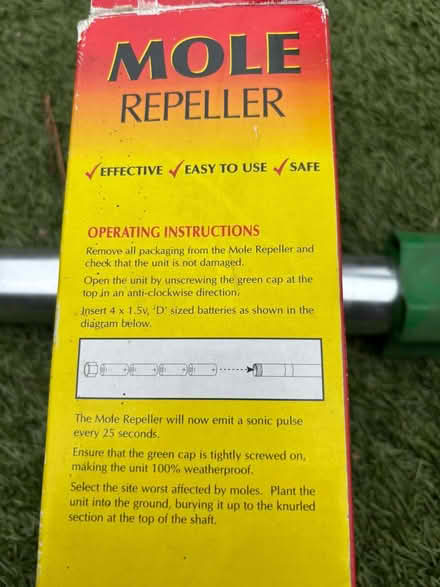 MOLE
REPELLER
✓EFFECTIVE ✓EASY TO USE ✓SAFE
OPERATING INSTRUCTIONS
Remove all packaging from the Mole Repeller and
check that the unit is not damaged.
Open the unit by unscrewing the green cap at the
top in an anti-clockwise direction.
Insert 4 x 1.5v, 'D' sized batteries as shown in the
diagram below.
The Mole Repeller will now emit a sonic pulse
every 25 seconds.
Ensure that the green cap is tightly screwed on,
making the unit 100% weatherproof.
Select the site worst affected by moles. Plant the
unit into the ground, burying it up to the knurled
section at the top of the shaft.